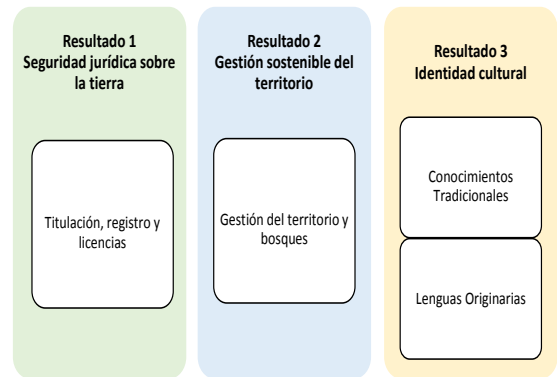 Resultado 1
Seguridad jurídica sobre
la tierra
Titulación, registro y
licencias
Resultado 2
Gestión sostenible del
territorio
Gestión del territorio y
bosques
Resultado 3
Identidad cultural
Conocimientos
Tradicionales
Lenguas Originarias